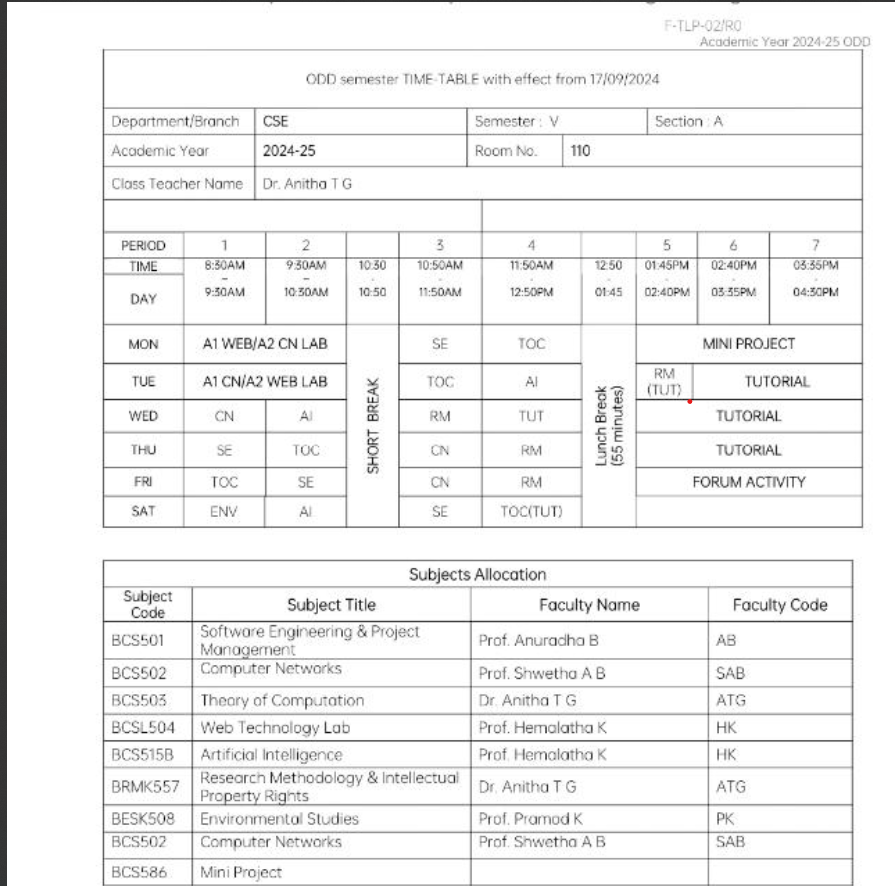 F-TLP-02/R0
Academic Year 2024-25 ODD
ODD semester TIME-TABLE with effect from 17/09/2024
Department/Branch CSE Semester : V Section : A
Academic Year 2024-25 Room No. 110
Class Teacher Name Dr. Anitha T G
PERIOD 1 2 3 4 5 6 7
TIME 8:30AM 9:30AM 10:30 10:50AM 11:50AM 12:50 01:45PM 02:40PM 03:35PM
– – - - - - - - -
DAY 9:30AM 10:30AM 10:50 11:50AM 12:50PM 01:45 02:40PM 03:35PM 04:30PM
MON A1 WEB/A2 CN LAB SE TOC MINI PROJECT
TUE A1 CN/A2 WEB LAB TOC AI RM (TUT) TUTORIAL
SHORT BREAK
Lunch Break
(55 minutes)
WED CN AI RM TUT TUTORIAL
THU SE TOC CN RM TUTORIAL
FRI TOC SE CN RM FORUM ACTIVITY
SAT ENV AI SE TOC(TUT)
Subjects Allocation
Subject Code Subject Title Faculty Name Faculty Code
BCS501 Software Engineering & Project Management Prof. Anuradha B AB
BCS502 Computer Networks Prof. Shwetha A B SAB
BCS503 Theory of Computation Dr. Anitha T G ATG
BCSL504 Web Technology Lab Prof. Hemalatha K HK
BCS515B Artificial Intelligence Prof. Hemalatha K HK
BRMK557 Research Methodology & Intellectual Property Rights Dr. Anitha T G ATG
BESK508 Environmental Studies Prof. Pramod K PK
BCS502 Computer Networks Prof. Shwetha A B SAB
BCS586 Mini Project